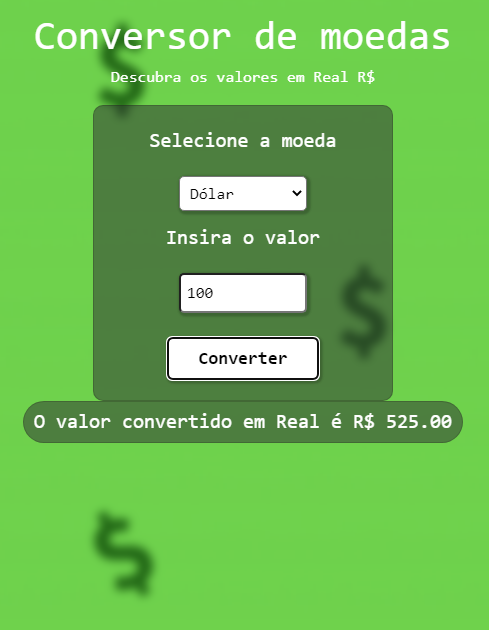 Conversor de moedas
Descubra os valores em Real R$
Selecione a moeda
Dólar
Insira o valor
100
Converter
O valor convertido em Real é R$ 525.00
$
$
$